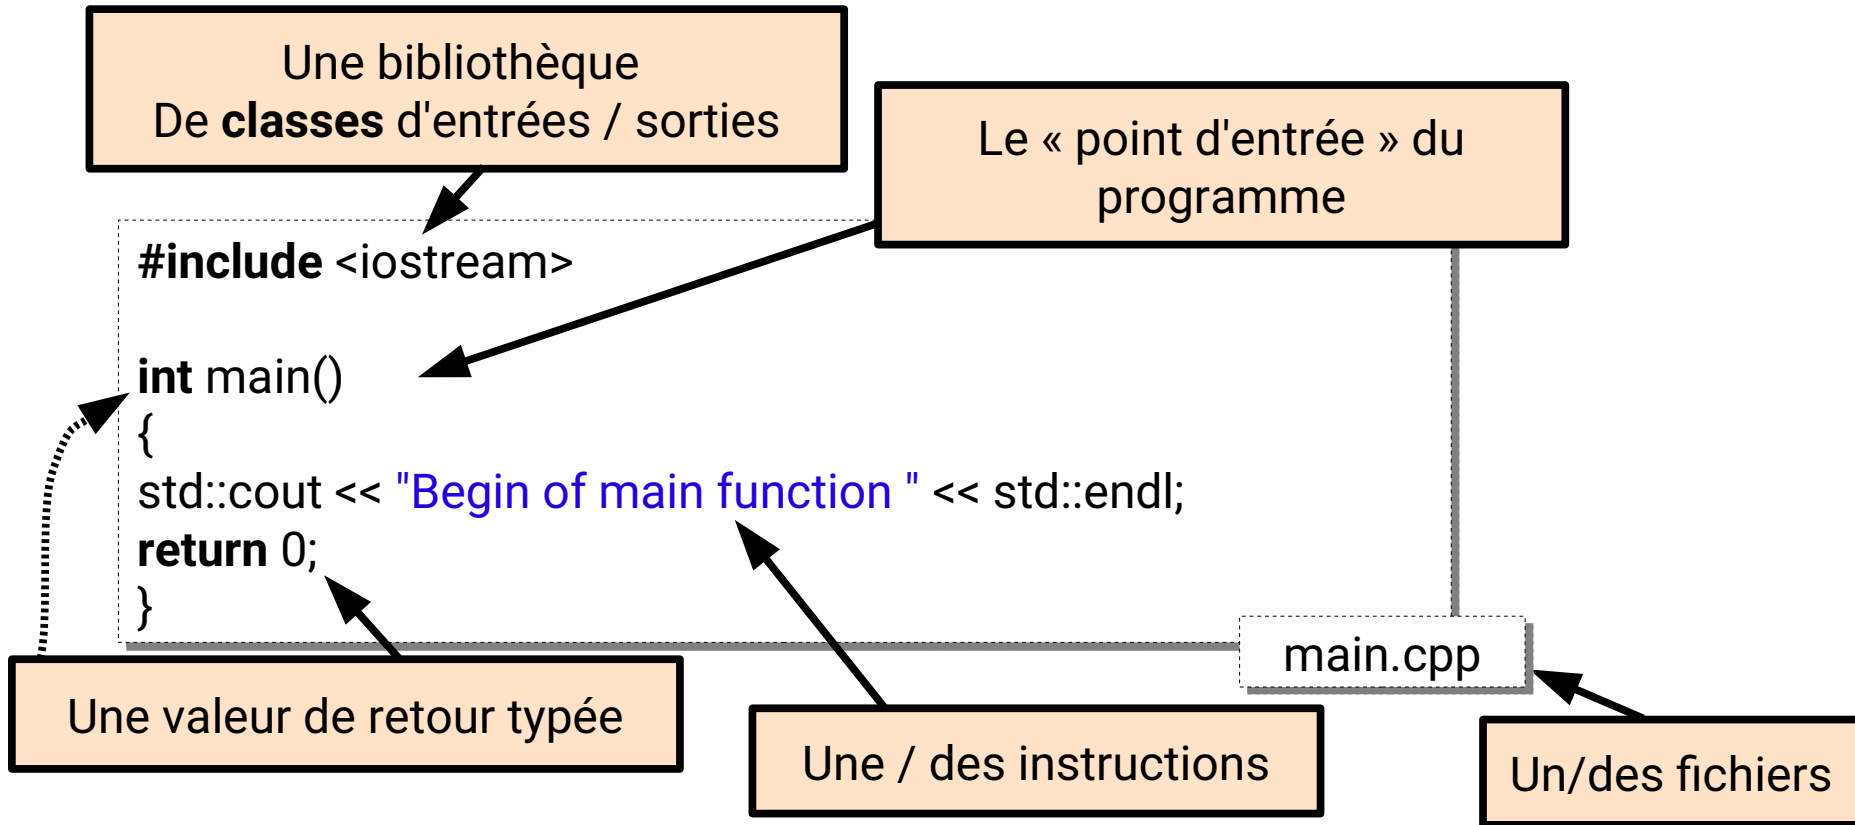 Une bibliothèque
De classes d'entrées / sorties
Le « point d'entrée » du
programme
#include <iostream>
int main()
{
std::cout << "Begin of main function " << std::endl;
return 0;
}
main.cpp
Une valeur de retour typée
Une / des instructions
Un/des fichiers